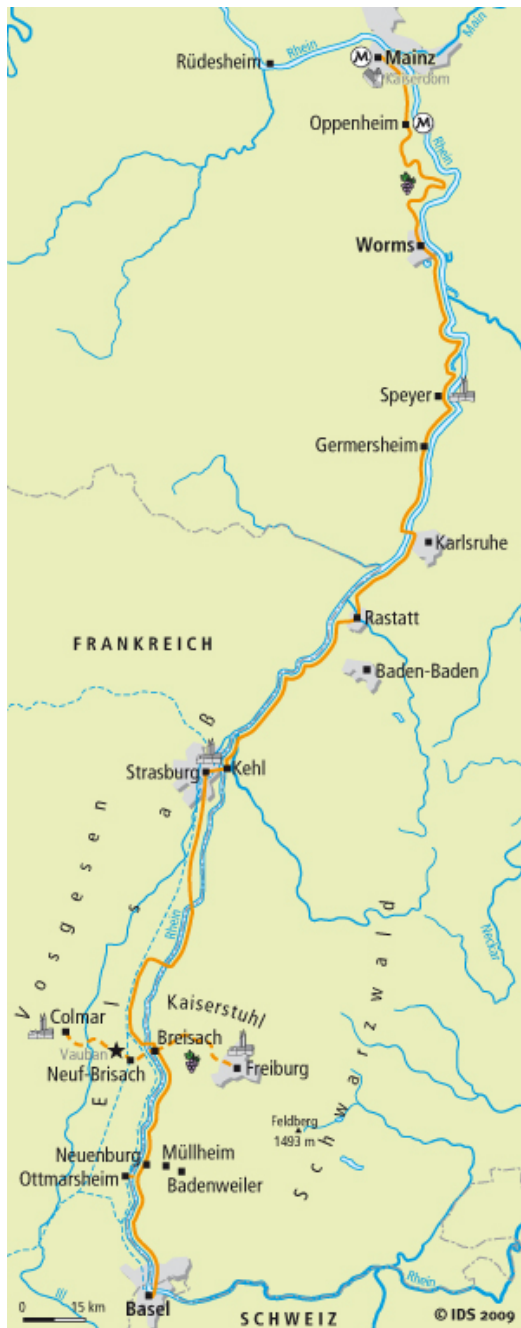 Rhein
Main
Rüdesheim
M
Mainz
Kaiserdom
Oppenheim
M
Rhein
Worms
Speyer
Germersheim
Karlsruhe
Rastatt
FRANKREICH
Baden-Baden
Strasburg
Kehl
Vosgesen
Elsaß
Rhein
Neckar
Schwarzwald
Kaiserstuhl
Colmar
Vauban
Breisach
Neuf-Brisach
Freiburg
Feldberg
1493 m
Neuenburg
Müllheim
Ottmarsheim
Badenweiler
Ill
Rhein
0 15 km
Basel
SCHWEIZ
© IDS 2009